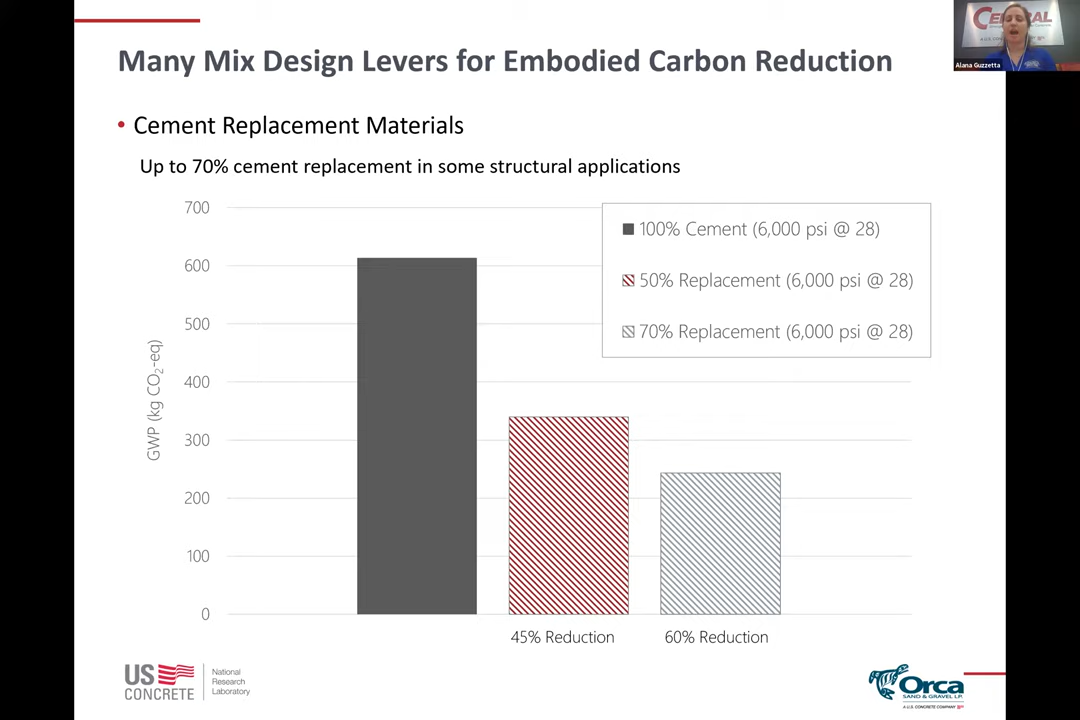 CENTRAL
Alana Guzzetta
Many Mix Design Levers for Embodied Carbon Reduction
• Cement Replacement Materials
Up to 70% cement replacement in some structural applications
700
600
500
400
300
200
100
0
GWP (kg CO₂-eq)
100% Cement (6,000 psi @ 28)
50% Replacement (6,000 psi @ 28)
70% Replacement (6,000 psi @ 28)
45% Reduction
60% Reduction
US
CONCRETE
National
Research
Laboratory
Orca
SAND & GRAVEL L.P.
A U.S. CONCRETE COMPANY